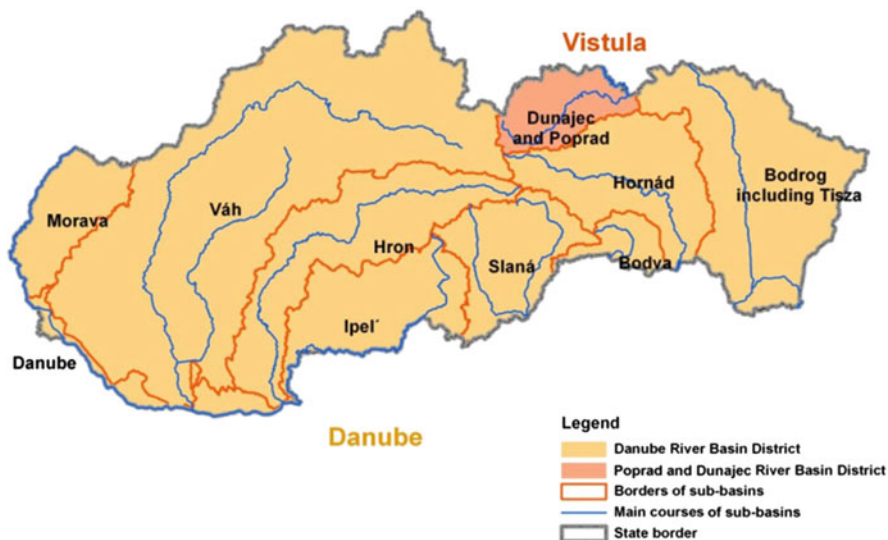 Vistula
Dunajec
and Poprad
Hornád
Bodrog
including Tisza
Morava
Váh
Hron
Slaná
Bodva
Ipel´
Danube
Danube
Legend
Danube River Basin District
Poprad and Dunajec River Basin District
Borders of sub-basins
Main courses of sub-basins
State border